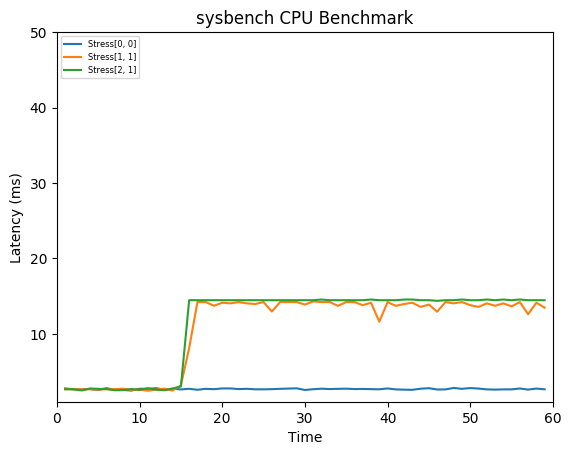 sysbench CPU Benchmark
Stress[0, 0]
Stress[1, 1]
Stress[2, 1]
Latency (ms)
50
40
30
20
10
0 10 20 30 40 50 60
Time